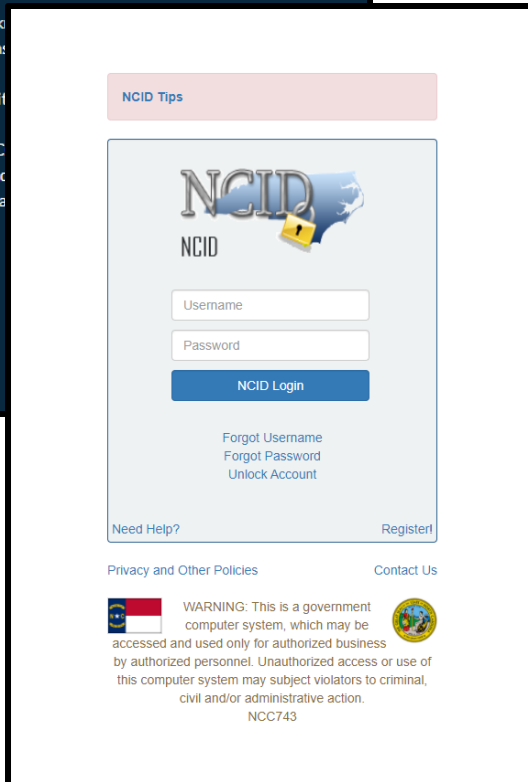 NCID Tips
NCID
NCID
Username
Password
NCID Login
Forgot Username
Forgot Password
Unlock Account
Need Help?
Register!
Privacy and Other Policies
Contact Us
WARNING: This is a government
computer system, which may be
accessed and used only for authorized business
by authorized personnel. Unauthorized access or use of
this computer system may subject violators to criminal,
civil and/or administrative action.
NCC743